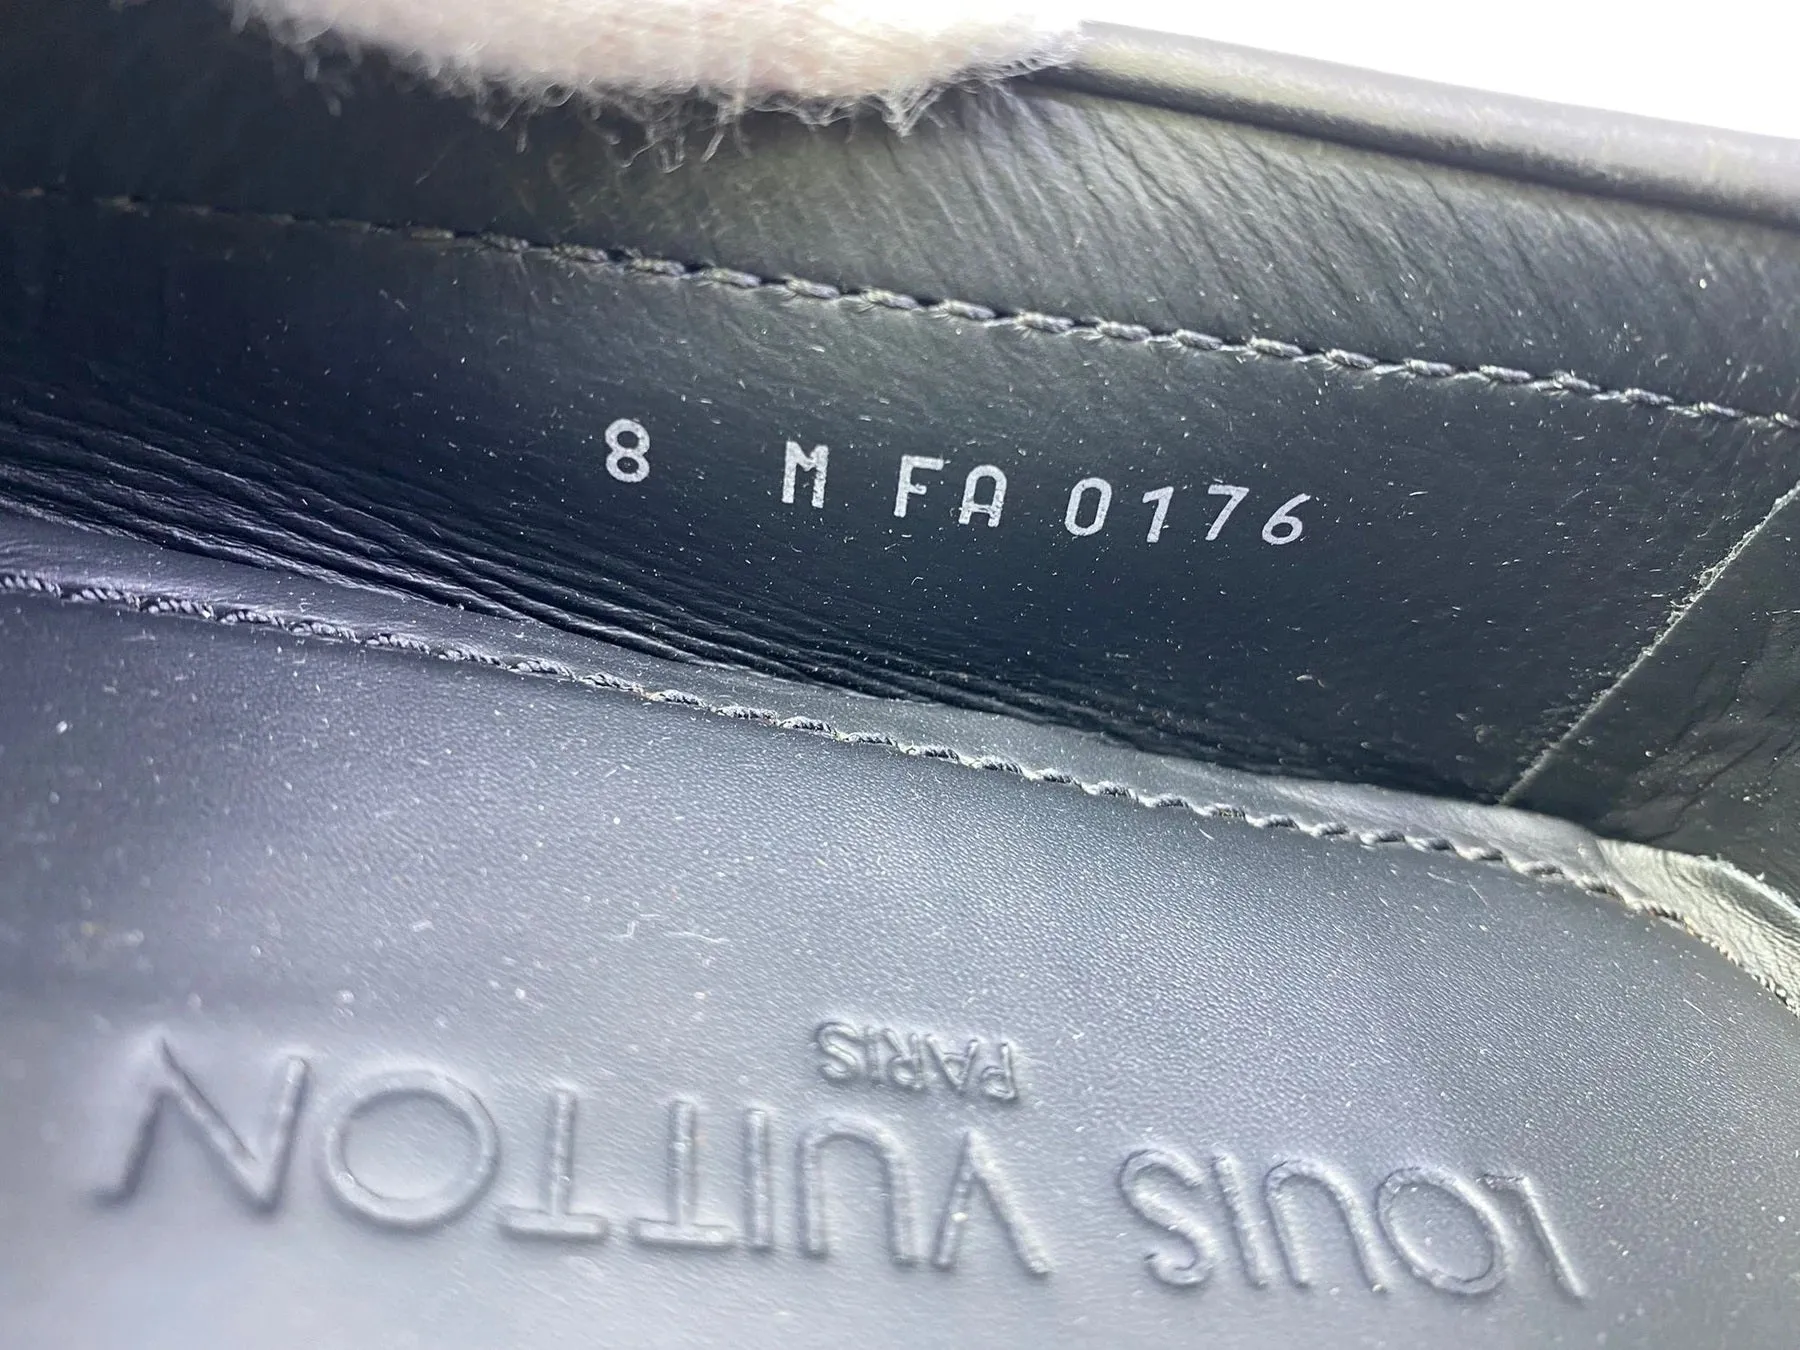 8 M FA 0176
LOUIS VUITTON
PARIS